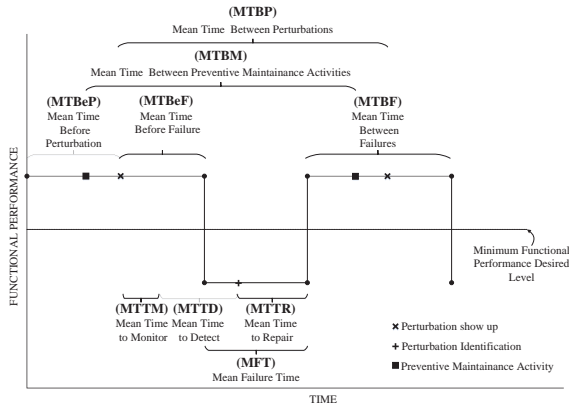 (MTBP)
Mean Time Between Perturbations
(MTBM)
Mean Time Between Preventive Maintainance Activities
(MTBeP)
Mean Time
Before
Perturbation
(MTBeF)
Mean Time
Before Failure
(MTBF)
Mean Time
Between
Failures
FUNCTIONAL PERFORMANCE
Minimum Functional
Performance Desired
Level
(MTTM)
Mean Time
to Monitor
(MTTD)
Mean Time
to Detect
(MTTR)
Mean Time
to Repair
(MFT)
Mean Failure Time
Perturbation show up
Perturbation Identification
Preventive Maintainance Activity
TIME